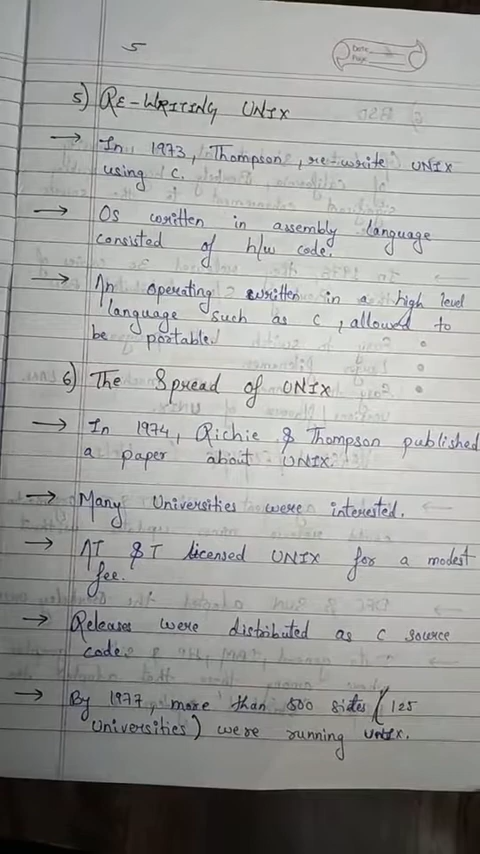 5
Date
Page
5) RE-WRITING UNIX
→ In 1973, Thompson, re-write UNIX
using C.
→ OS written in assembly language
consisted of h/w code.
→ An operating written in a high level
language such as C, allowed to
be portable.
6) The Spread of UNIX
→ In 1974, Richie & Thompson published
a paper about UNIX.
→ Many Universities were interested.
→ AT &T licensed UNIX for a modest
fee.
→ Releases were distributed as C source
code.
→ By 1977, more than 500 sites (125
Universities) were running UNIX.